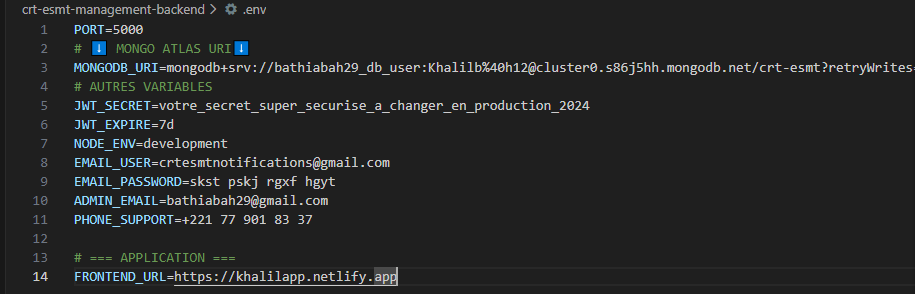 crt-esmt-management-backend > .env
1 PORT=5000
2 # ⬇ MONGO ATLAS URI⬇
3 MONGODB_URI=mongodb+srv://bathiabah29_db_user:Khalilb%40h12@cluster0.s86j5hh.mongodb.net/crt-esmt?retryWrites=
4 # AUTRES VARIABLES
5 JWT_SECRET=votre_secret_super_securise_a_changer_en_production_2024
6 JWT_EXPIRE=7d
7 NODE_ENV=development
8 EMAIL_USER=crtesmtnotifications@gmail.com
9 EMAIL_PASSWORD=skst pskj rgxf hgyt
10 ADMIN_EMAIL=bathiabah29@gmail.com
11 PHONE_SUPPORT=+221 77 901 83 37
12
13 # === APPLICATION ===
14 FRONTEND_URL=https://khalilapp.netlify.app